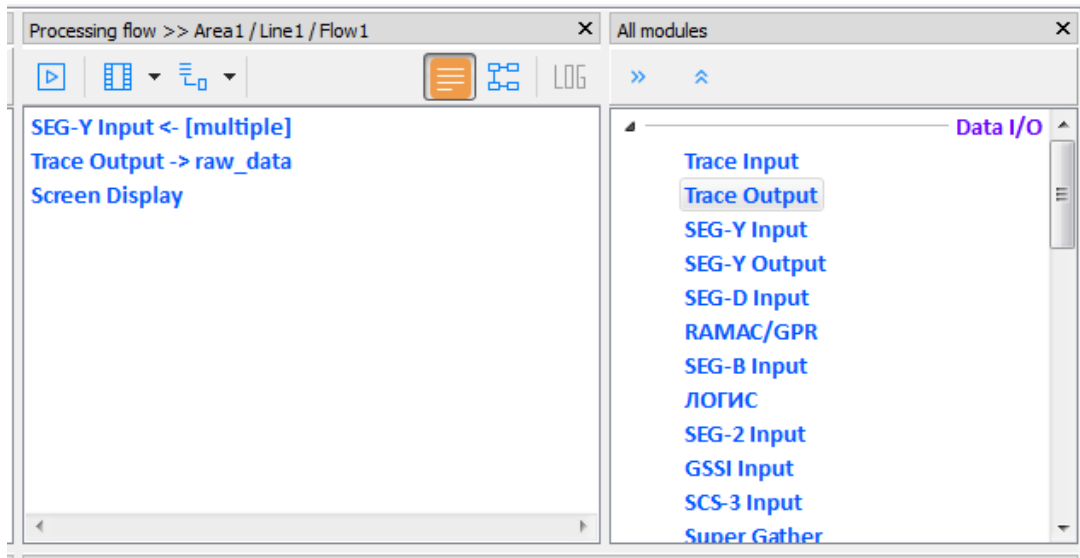 Processing flow >> Area1 / Line1 / Flow1
LOG
SEG-Y Input <- [multiple]
Trace Output -> raw_data
Screen Display
All modules
Data I/O
Trace Input
Trace Output
SEG-Y Input
SEG-Y Output
SEG-D Input
RAMAC/GPR
SEG-B Input
ЛОГИС
SEG-2 Input
GSSI Input
SCS-3 Input
Super Gather